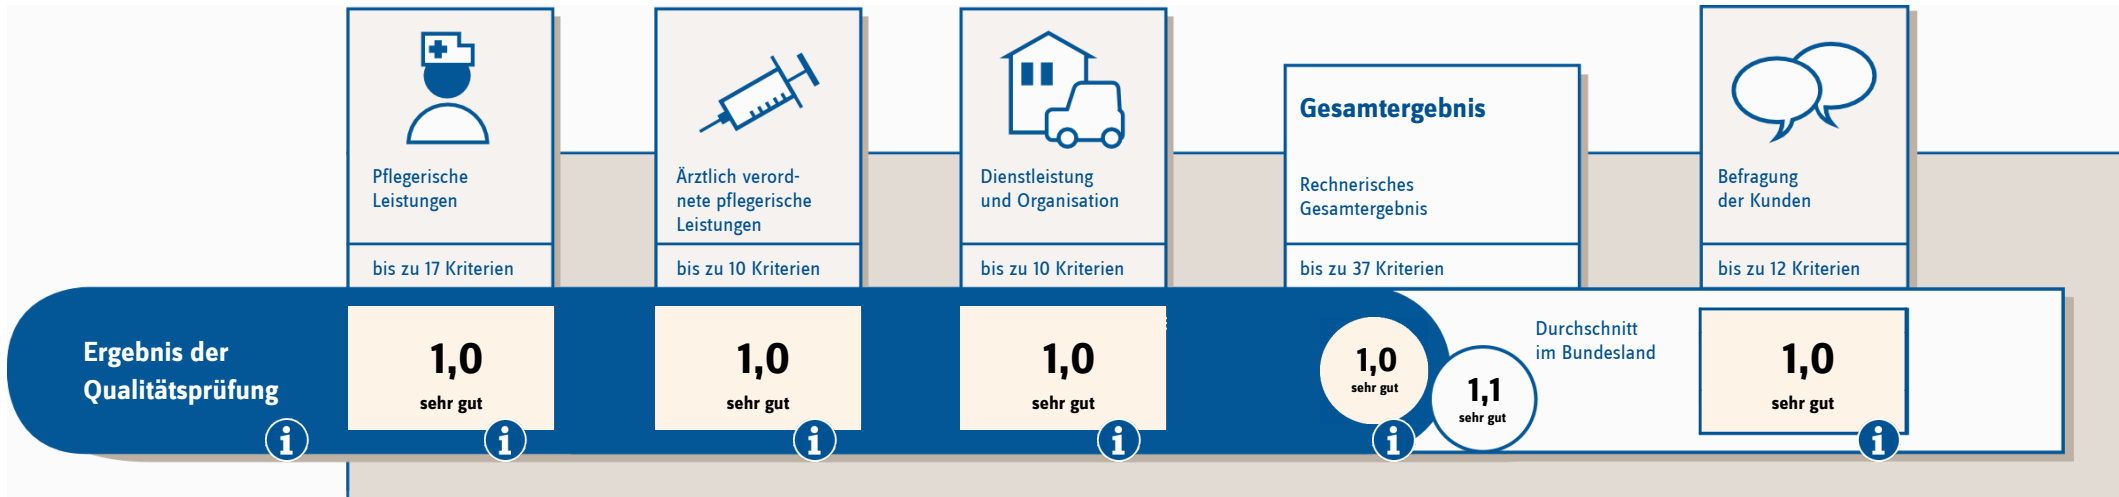 Pflegerische
Leistungen
bis zu 17 Kriterien
Ärztlich verord-
nete pflegerische
Leistungen
bis zu 10 Kriterien
Dienstleistung
und Organisation
bis zu 10 Kriterien
Gesamtergebnis
Rechnerisches
Gesamtergebnis
bis zu 37 Kriterien
Befragung
der Kunden
bis zu 12 Kriterien
Ergebnis der
Qualitätsprüfung
i
1,0
sehr gut
i
1,0
sehr gut
i
1,0
sehr gut
i
1,0
sehr gut
i
1,1
sehr gut
Durchschnitt
im Bundesland
1,0
sehr gut
i